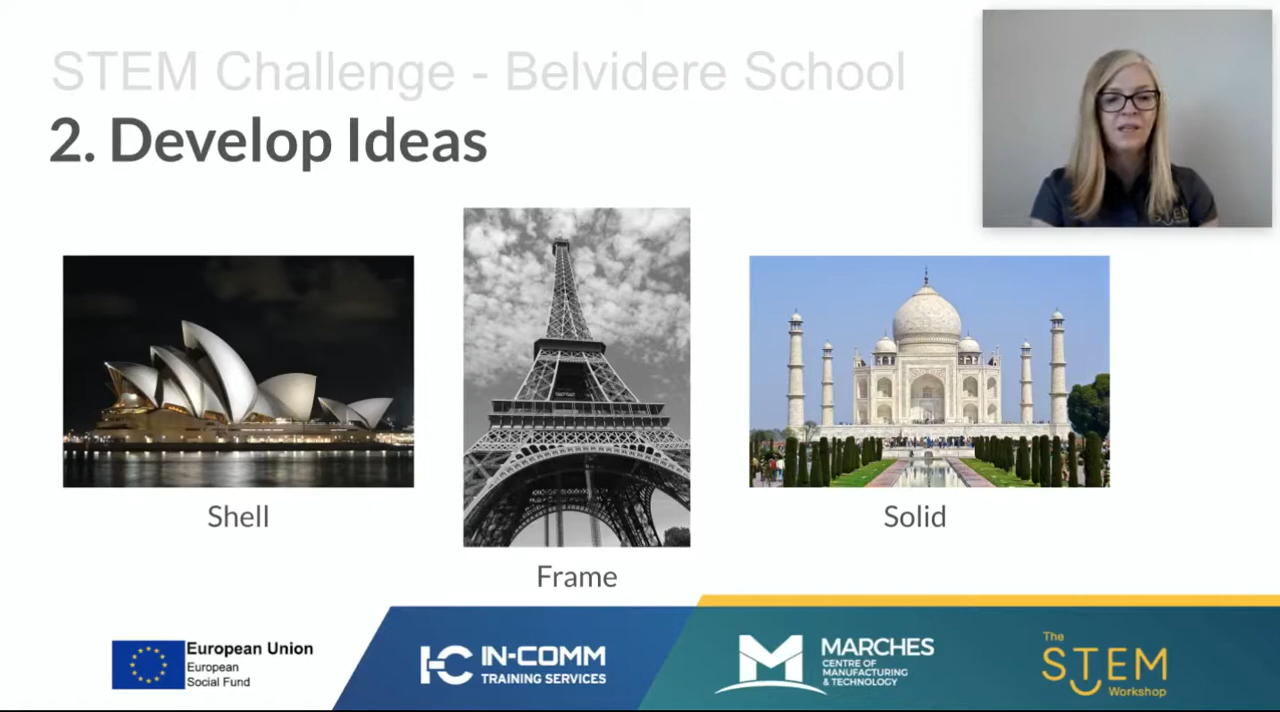 STEM Challenge - Belvidere School
2. Develop Ideas
Shell
Frame
Solid
European Union
European
Social Fund
IN-COMM
TRAINING SERVICES
MARCHES
CENTRE OF
MANUFACTURING
& TECHNOLOGY
The
STEM
Workshop
STEM